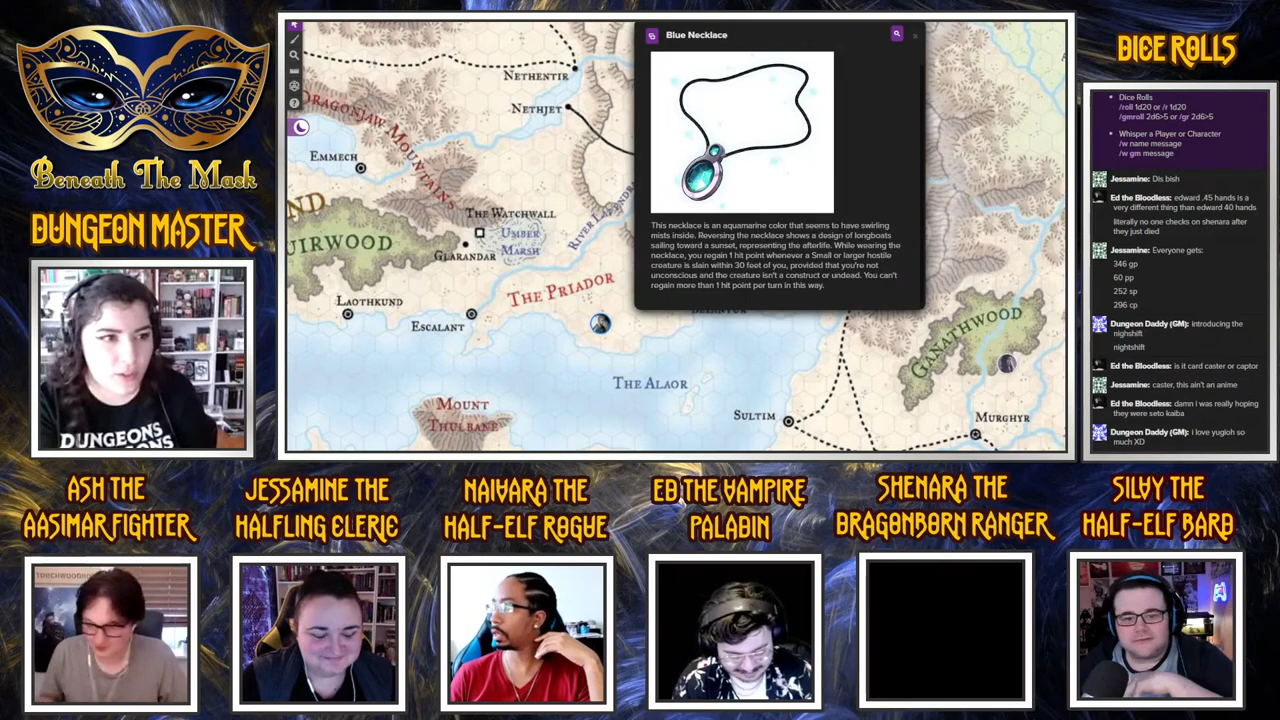 Beneath The Mask
DUNGEON MASTER
DICE ROLLS
NETHENTIR
NETHJET
DRAGONJAW MOUNTAINS
EMMECH
ND
UIRWOOD
THE WATCHWALL
UMBER
MARSH
GLARANDAR
RIVER LAPENDR
THE PRIADOR
LAOTHKUND
ESCALANT
THE ALAOR
MOUNT
THULBANE
SULTIM
GANATHWOOD
MURGHYR
Blue Necklace
This necklace is an aquamarine color that seems to have swirling
mists inside. Reversing the necklace shows a design of longboats
sailing toward a sunset, representing the afterlife. While wearing the
necklace, you regain 1 hit point whenever a Small or larger hostile
creature is slain within 30 feet of you, provided that you're not
unconscious and the creature isn't a construct or undead. You can't
regain more than 1 hit point per turn in this way.
Dice Rolls
/roll 1d20 or /r 1d20
/gmroll 2d6>5 or /gr 2d6>5
Whisper a Player or Character
/w name message
/w gm message
Jessamine: Dis bish
Ed the Bloodless: edward .45 hands is a
very different thing than edward 40 hands
literally no one checks on shenara after
they just died
Jessamine: Everyone gets:
346 gp
60 pp
252 sp
296 cp
Dungeon Daddy (GM): introducing the
nighshift
nightshift
Ed the Bloodless: is it card caster or captor
Jessamine: caster, this ain't an anime
Ed the Bloodless: damn i was really hoping
they were seto kaiba
Dungeon Daddy (GM): i love yugioh so
much XD
DUNGEONS
ASH THE
AASIMAR FIGHTER
JESSAMINE THE
HALFLING CLERIC
NAIVARA THE
HALF-ELF ROGUE
ED THE VAMPIRE
PALADIN
SHENARA THE
DRAGONBORN RANGER
SILVY THE
HALF-ELF BARD